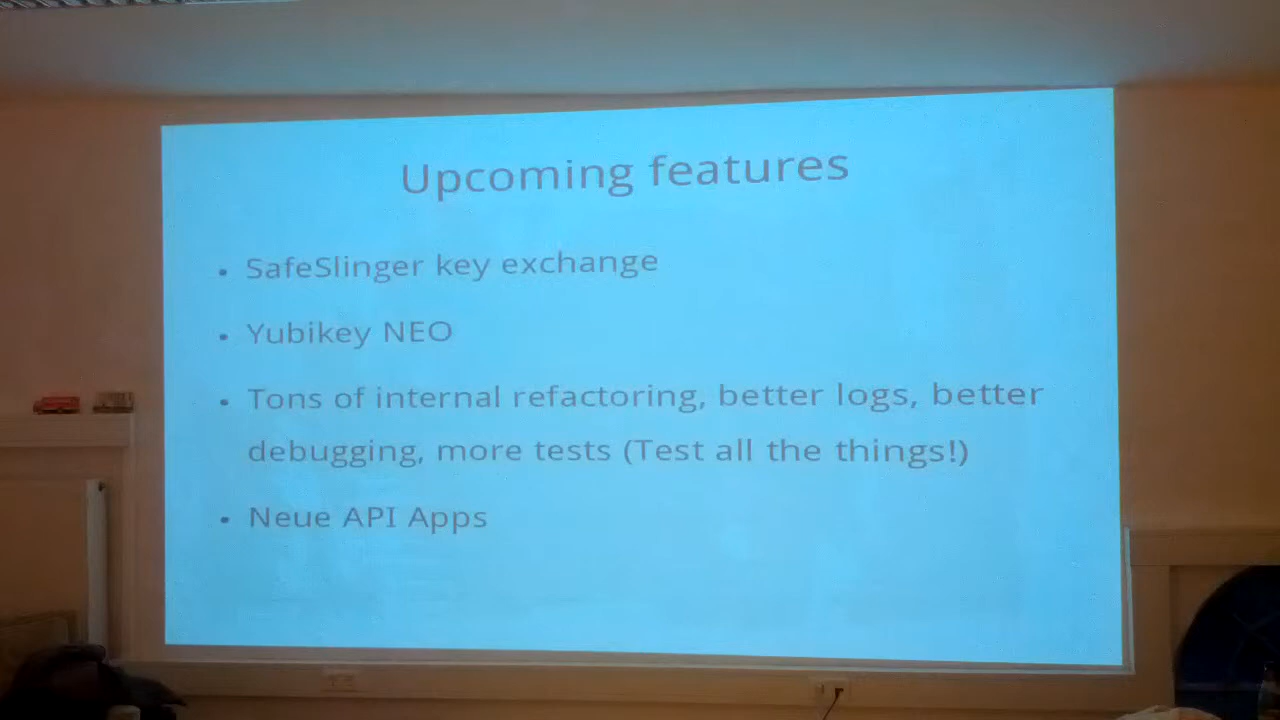 Upcoming features
• SafeSlinger key exchange
• Yubikey NEO
• Tons of internal refactoring, better logs, better
debugging, more tests (Test all the things!)
• Neue API Apps